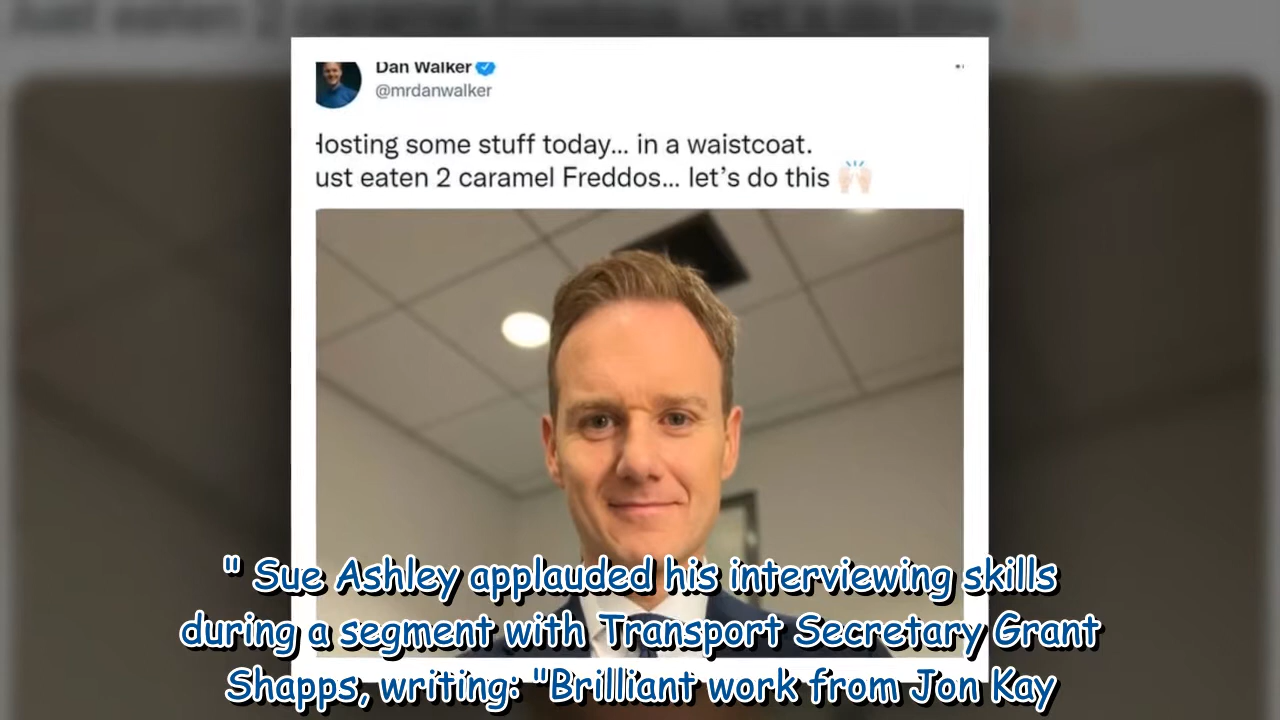 Dan Walker
@mrdanwalker
Hosting some stuff today... in a waistcoat.
ust eaten 2 caramel Freddos... let's do this 🙌🏻
" Sue Ashley applauded his interviewing skills
during a segment with Transport Secretary Grant
Shapps, writing: "Brilliant work from Jon Kay